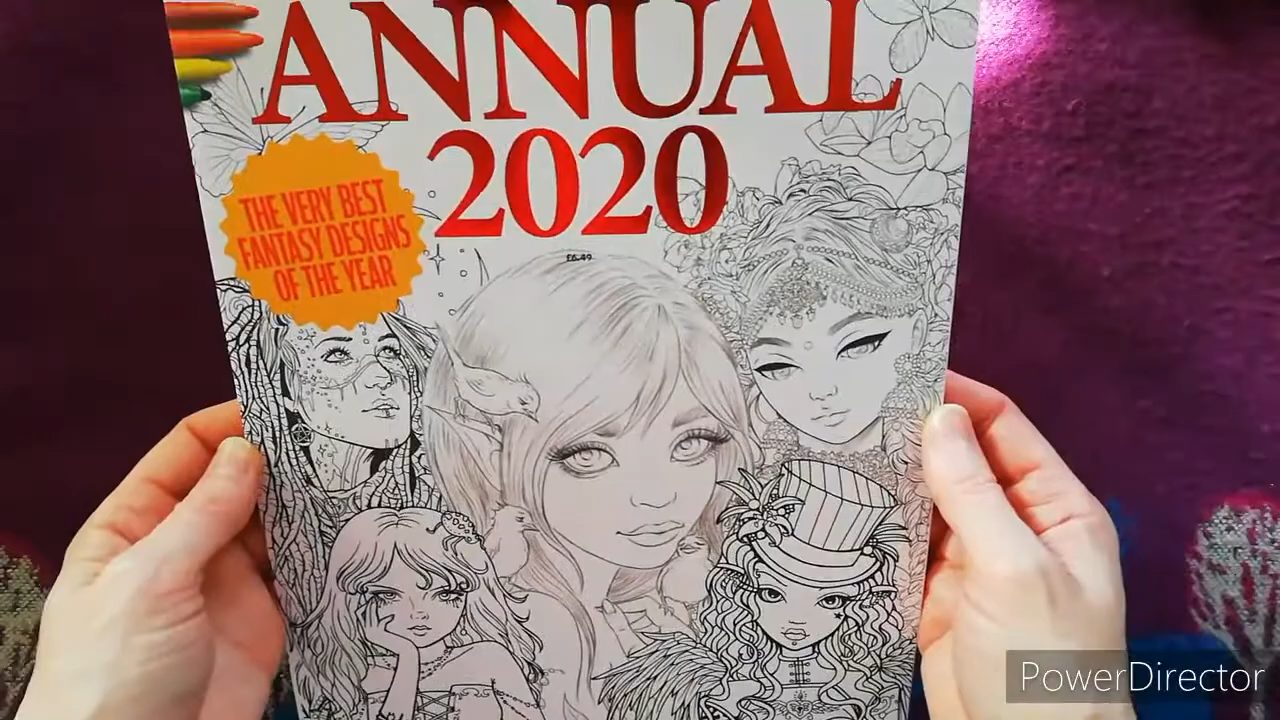 ANNUAL
2020
THE VERY BEST
FANTASY DESIGNS
OF THE YEAR
£6.49
PowerDirector